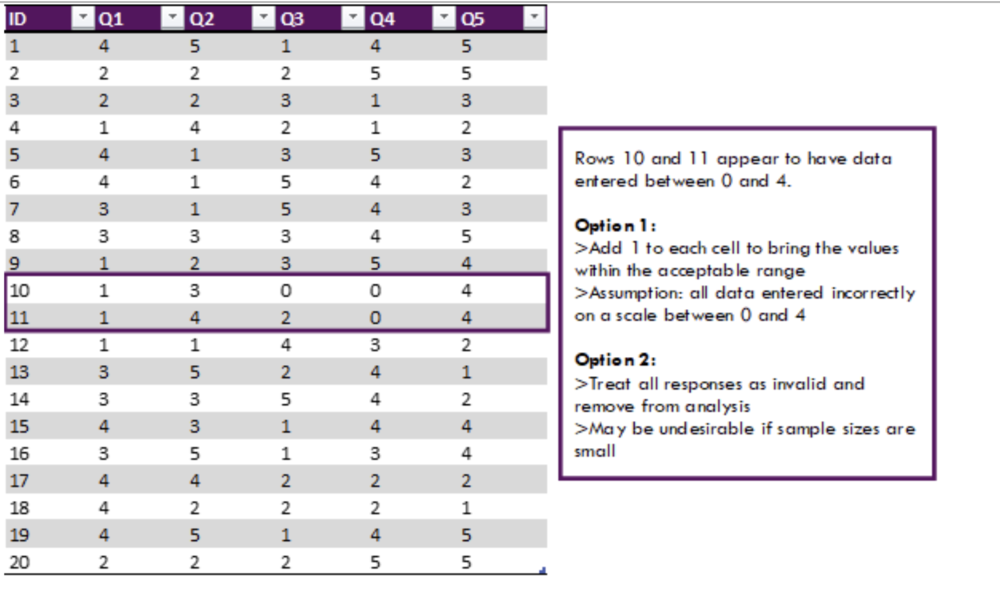 ID Q1 Q2 Q3 Q4 Q5
1 4 5 1 4 5
2 2 2 2 5 5
3 2 2 3 1 3
4 1 4 2 1 2
5 4 1 3 5 3
6 4 1 5 4 2
7 3 1 5 4 3
8 3 3 3 4 5
9 1 2 3 5 4
10 1 3 0 0 4
11 1 4 2 0 4
12 1 1 4 3 2
13 3 5 2 4 1
14 3 3 5 4 2
15 4 3 1 4 4
16 3 5 1 3 4
17 4 4 2 2 2
18 4 2 2 2 1
19 4 5 1 4 5
20 2 2 2 5 5
Rows 10 and 11 appear to have data
entered between 0 and 4.
Option 1:
>Add 1 to each cell to bring the values
within the acceptable range
>Assumption: all data entered incorrectly
on a scale between 0 and 4
Option 2:
>Treat all responses as invalid and
remove from analysis
>May be undesirable if sample sizes are
small